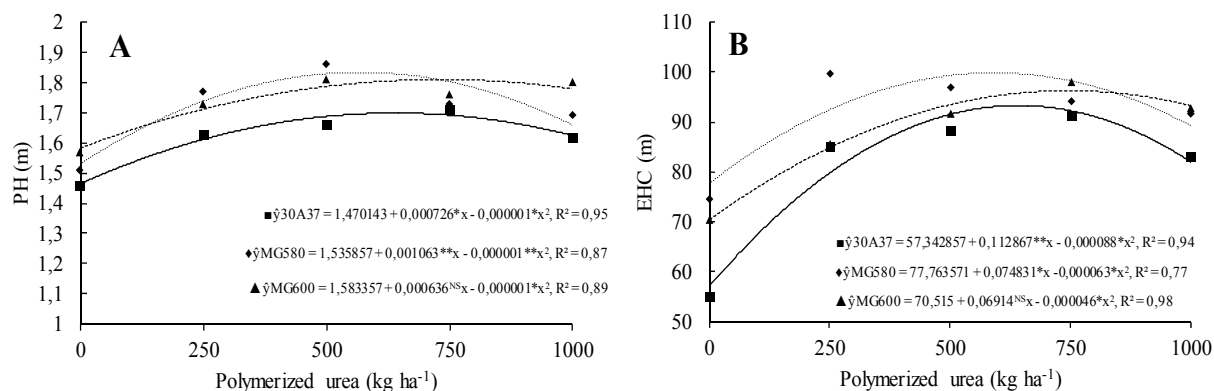 A
PH (m)
2
1,9
1,8
1,7
1,6
1,5
1,4
1,3
1,2
1,1
1
0 250 500 750 1000
Polymerized urea (kg ha⁻¹)
ŷ30A37 = 1,470143 + 0,000726*x - 0,000001*x², R² = 0,95
ŷMG580 = 1,535857 + 0,001063**x - 0,000001**x², R² = 0,87
ŷMG600 = 1,583357 + 0,000636ᴺˢx - 0,000001*x², R² = 0,89
B
EHC (m)
110
100
90
80
70
60
50
0 250 500 750 1000
Polymerized urea (kg ha⁻¹)
ŷ30A37 = 57,342857 + 0,112867**x - 0,000088*x², R² = 0,94
ŷMG580 = 77,763571 + 0,074831*x - 0,000063*x², R² = 0,77
ŷMG600 = 70,515 + 0,06914ᴺˢx - 0,000046*x², R² = 0,98